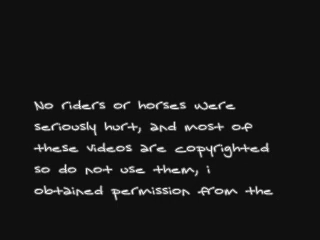 No riders or horses were
seriously hurt, and most of
these videos are copyrighted
so do not use them, i
obtained permission from the